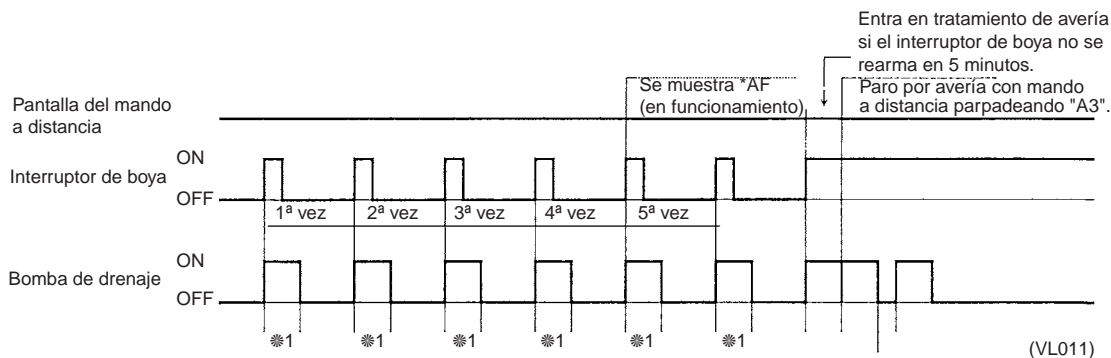 Entra en tratamiento de avería
si el interruptor de boya no se
rearma en 5 minutos.
Se muestra *AF
(en funcionamiento)
Paro por avería con mando
a distancia parpadeando "A3".
Pantalla del mando
a distancia
ON
Interruptor de boya
OFF
1ª vez 2ª vez 3ª vez 4ª vez 5ª vez
ON
Bomba de drenaje
OFF
❋1 ❋1 ❋1 ❋1 ❋1 ❋1
(VL011)